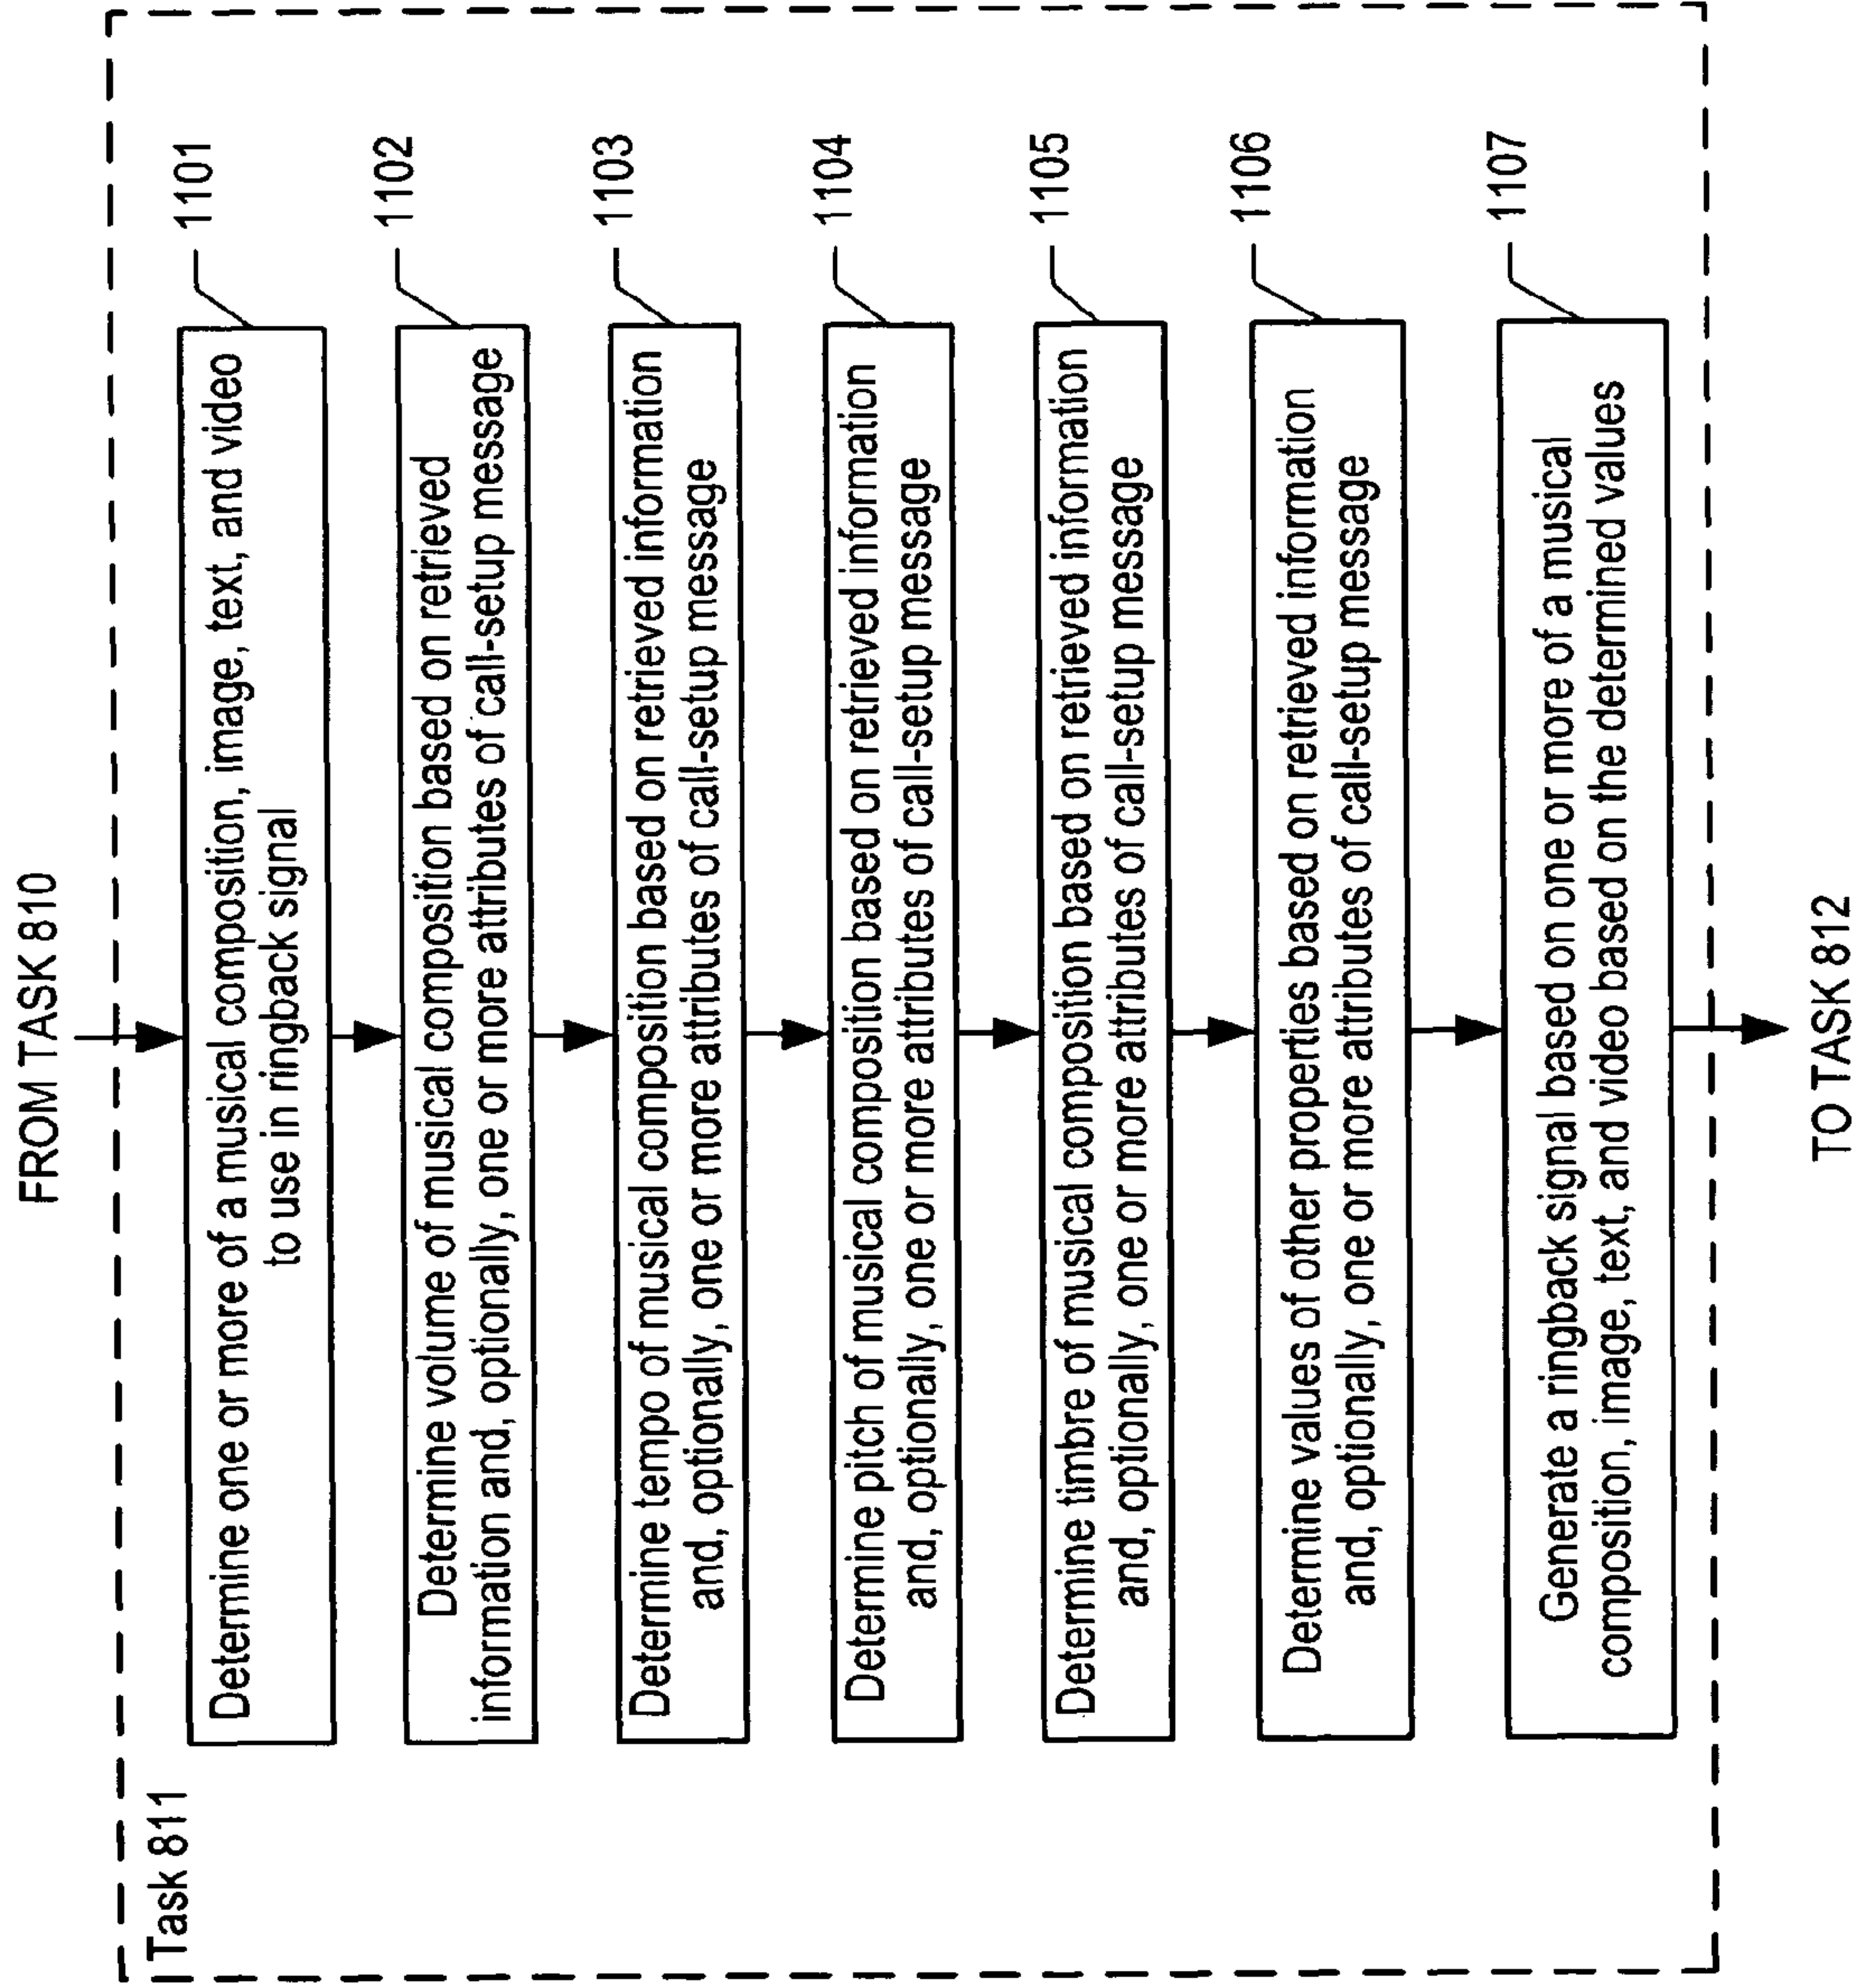 FROM TASK 810
Task 811
Determine one or more of a musical composition, image, text, and video
to use in ringback signal
1101
Determine volume of musical composition based on retrieved
information and, optionally, one or more attributes of call-setup message
1102
Determine tempo of musical composition based on retrieved information
and, optionally, one or more attributes of call-setup message
1103
Determine pitch of musical composition based on retrieved information
and, optionally, one or more attributes of call-setup message
1104
Determine timbre of musical composition based on retrieved information
and, optionally, one or more attributes of call-setup message
1105
Determine values of other properties based on retrieved information
and, optionally, one or more attributes of call-setup message
1106
Generate a ringback signal based on one or more of a musical
composition, image, text, and video based on the determined values
1107
TO TASK 812